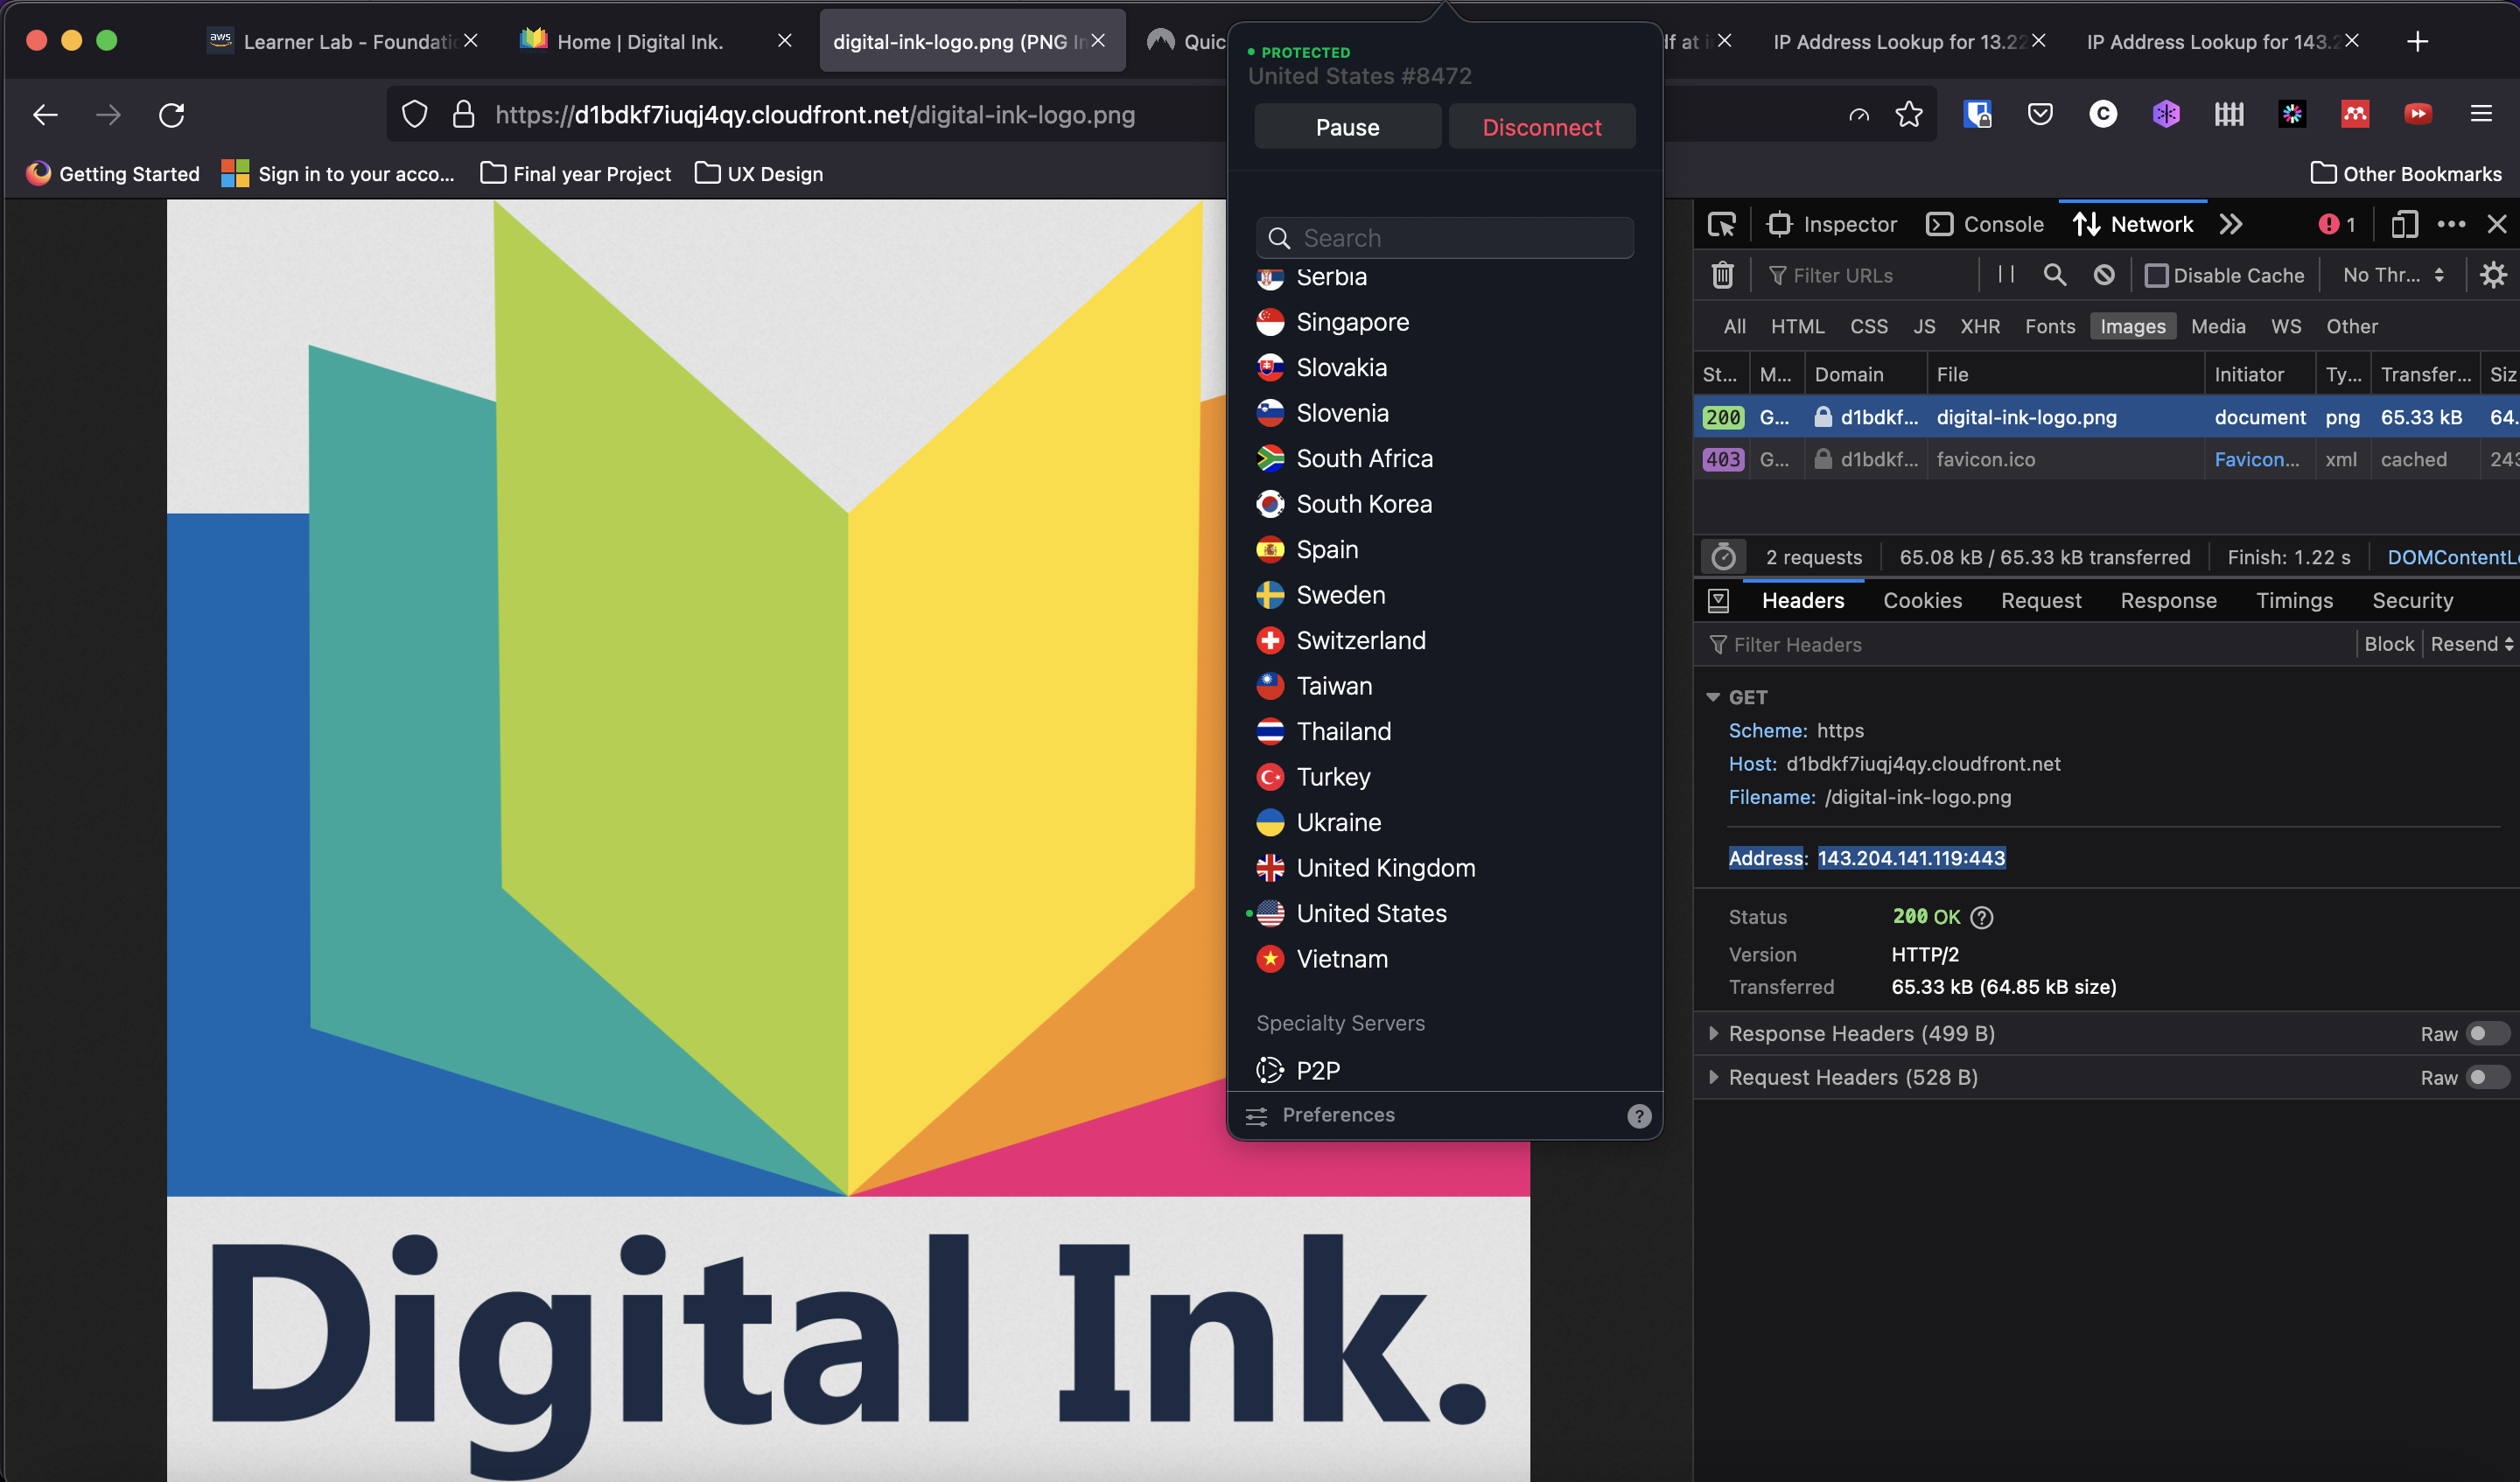 aws Learner Lab - Foundatio
Home | Digital Ink.
digital-ink-logo.png (PNG In
Quic
lf at i
IP Address Lookup for 13.22
IP Address Lookup for 143.2
https://d1bdkf7iuqj4qy.cloudfront.net/digital-ink-logo.png
Getting Started
Sign in to your acco...
Final year Project
UX Design
Other Bookmarks
PROTECTED
United States #8472
Pause
Disconnect
Search
Serbia
Singapore
Slovakia
Slovenia
South Africa
South Korea
Spain
Sweden
Switzerland
Taiwan
Thailand
Turkey
Ukraine
United Kingdom
United States
Vietnam
Specialty Servers
P2P
Preferences
?
Digital Ink.
Inspector
Console
Network
1
Filter URLs
Disable Cache
No Thr...
All HTML CSS JS XHR Fonts Images Media WS Other
St... M... Domain File Initiator Ty... Transfer... Siz
200 G... d1bdkf... digital-ink-logo.png document png 65.33 kB 64.
403 G... d1bdkf... favicon.ico Favicon... xml cached 243
2 requests 65.08 kB / 65.33 kB transferred Finish: 1.22 s DOMContentL
Headers Cookies Request Response Timings Security
Filter Headers
Block
Resend
GET
Scheme: https
Host: d1bdkf7iuqj4qy.cloudfront.net
Filename: /digital-ink-logo.png
Address: 143.204.141.119:443
Status 200 OK ?
Version HTTP/2
Transferred 65.33 kB (64.85 kB size)
Response Headers (499 B) Raw
Request Headers (528 B) Raw